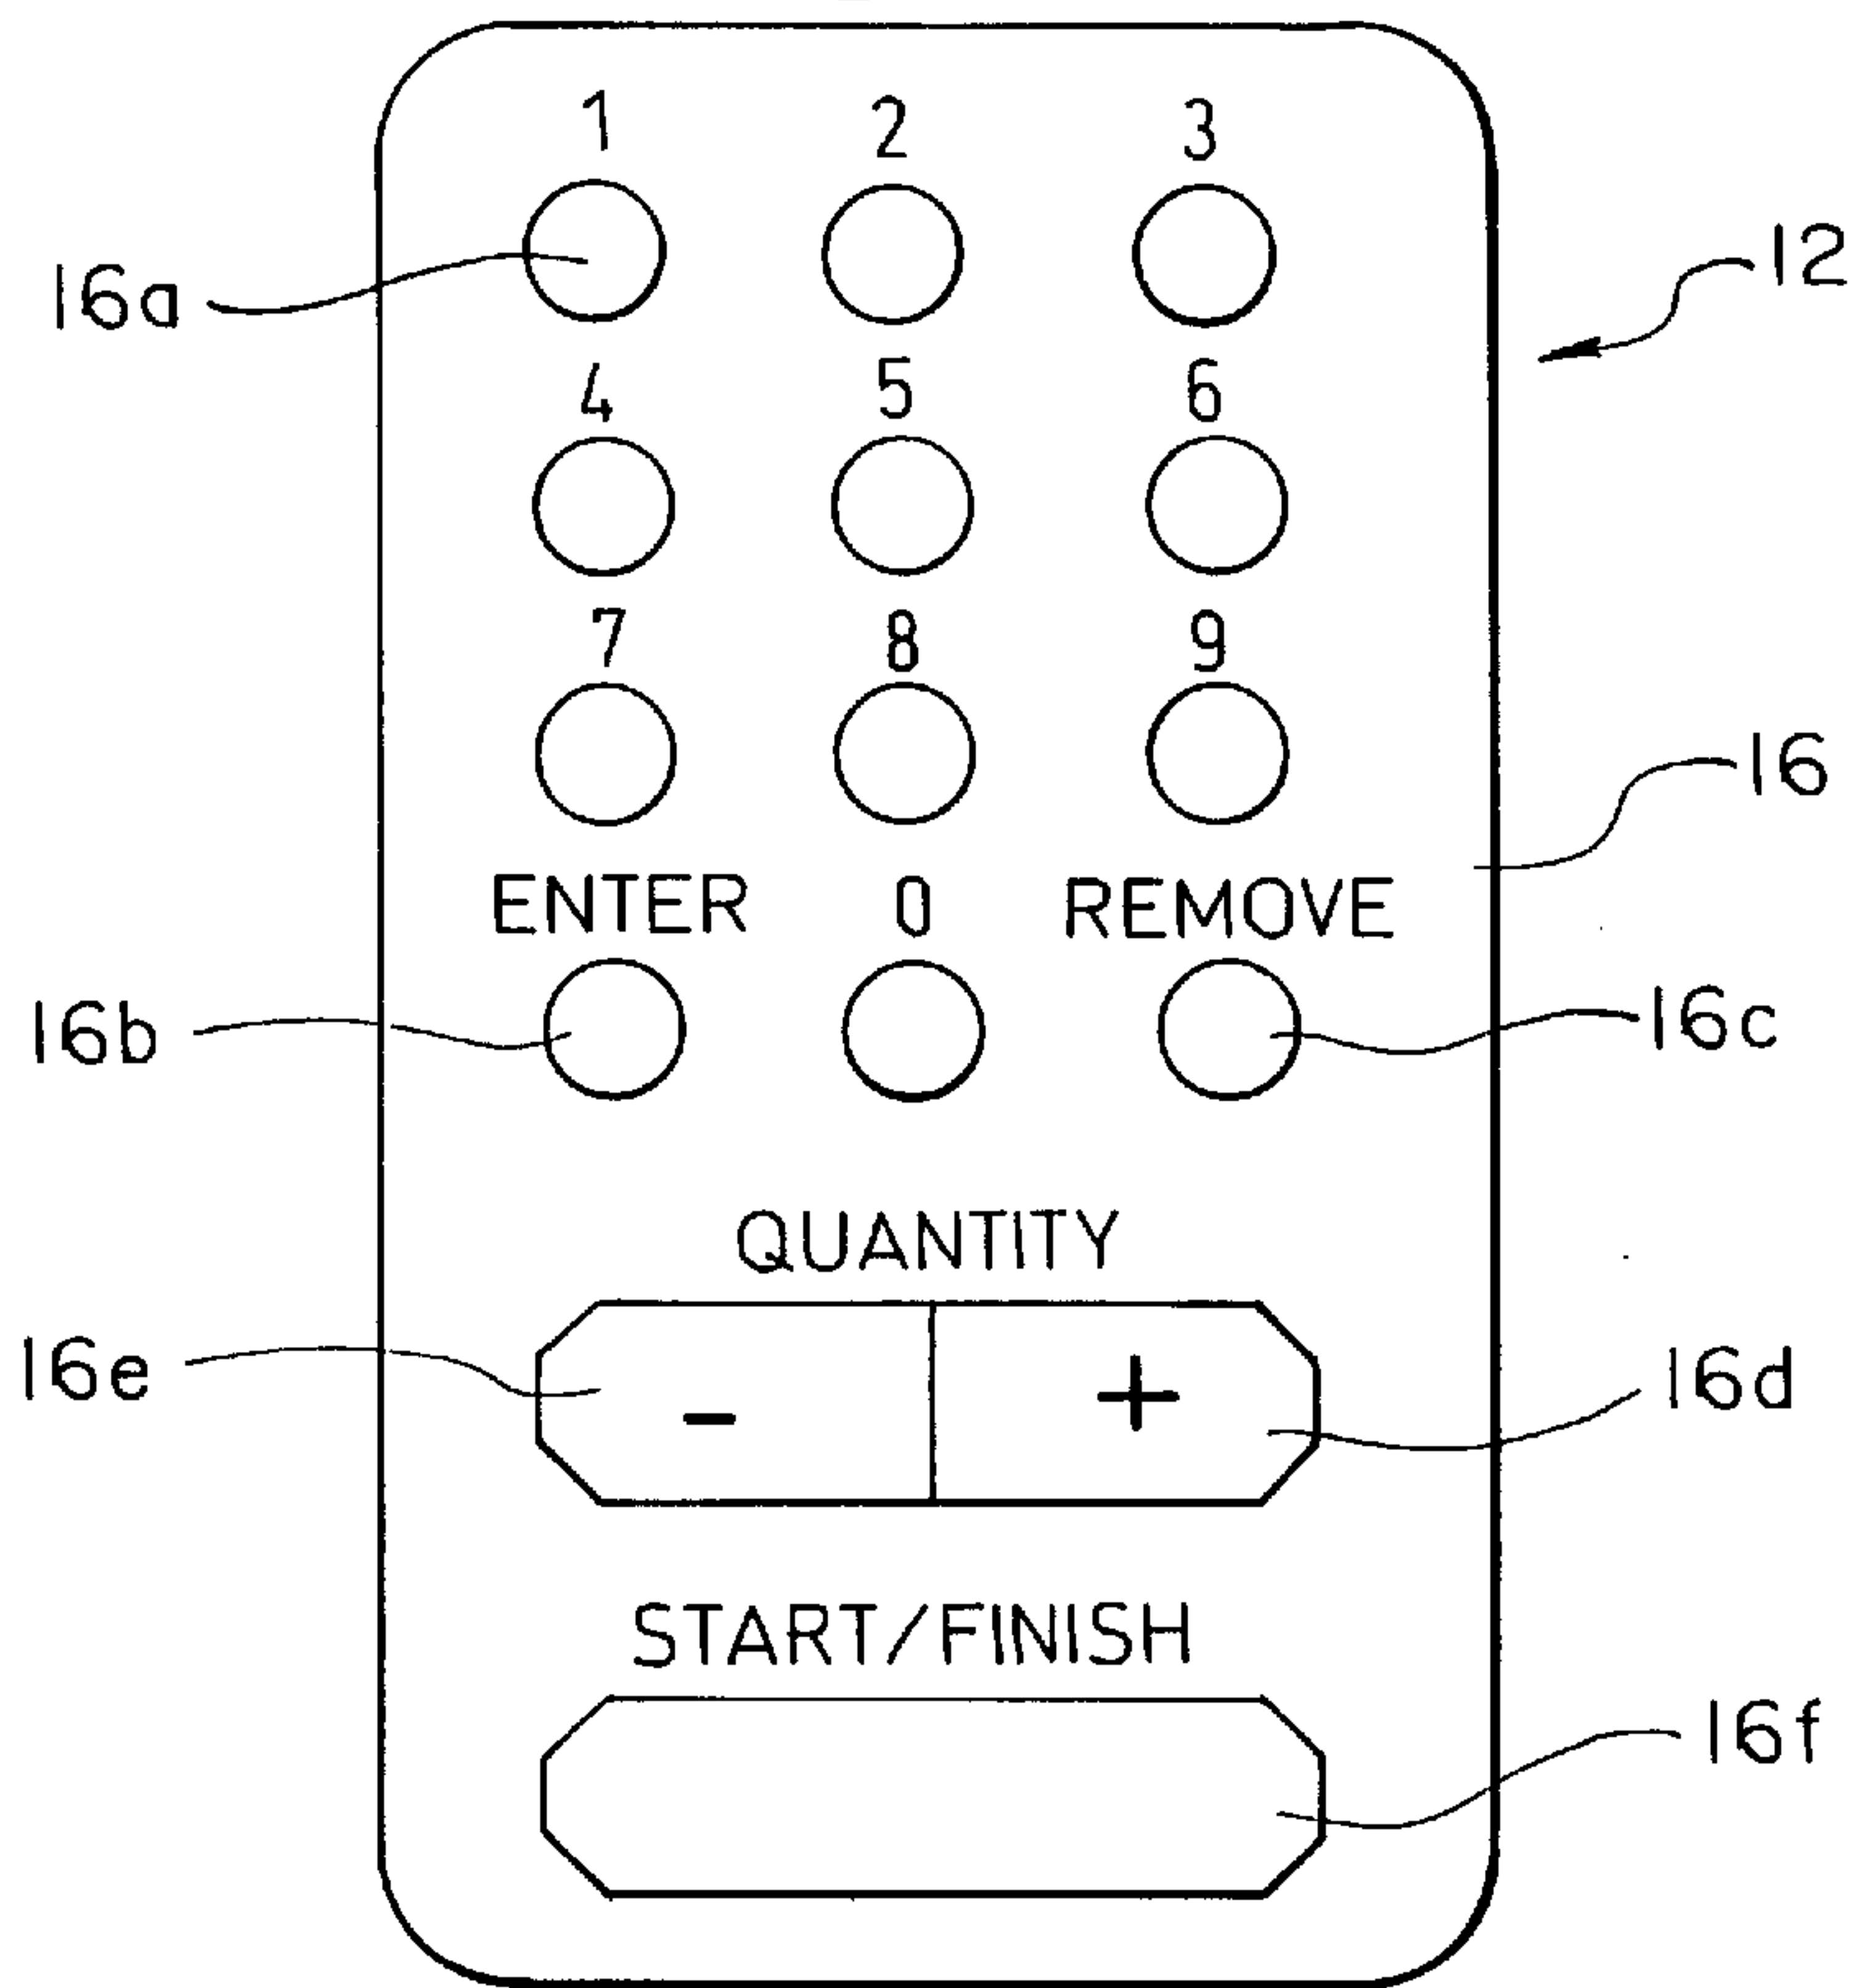 1 2 3
12
16a
4 5 6
7 8 9
16
ENTER 0 REMOVE
16b 16c
QUANTITY
16e - + 16d
START/FINISH
16f